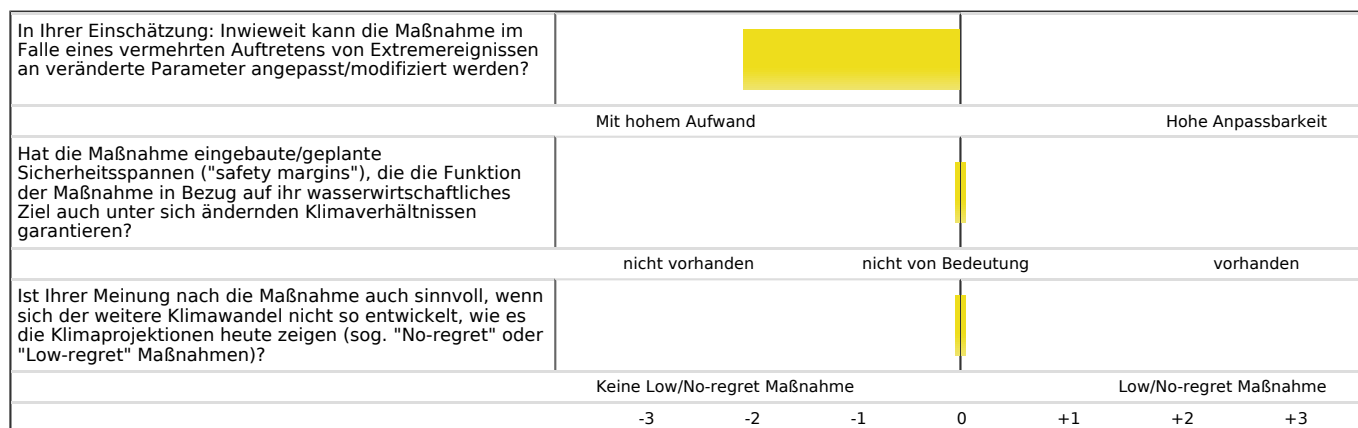 In Ihrer Einschätzung: Inwieweit kann die Maßnahme im
Falle eines vermehrten Auftretens von Extremereignissen
an veränderte Parameter angepasst/modifiziert werden?
Mit hohem Aufwand Hohe Anpassbarkeit
Hat die Maßnahme eingebaute/geplante
Sicherheitsspannen ("safety margins"), die die Funktion
der Maßnahme in Bezug auf ihr wasserwirtschaftliches
Ziel auch unter sich ändernden Klimaverhältnissen
garantieren?
nicht vorhanden nicht von Bedeutung vorhanden
Ist Ihrer Meinung nach die Maßnahme auch sinnvoll, wenn
sich der weitere Klimawandel nicht so entwickelt, wie es
die Klimaprojektionen heute zeigen (sog. "No-regret" oder
"Low-regret" Maßnahmen)?
Keine Low/No-regret Maßnahme Low/No-regret Maßnahme
-3 -2 -1 0 +1 +2 +3